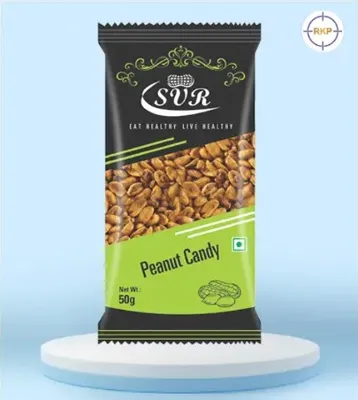 RKP
SVR
EAT HEALTHY LIVE HEALTHY
Peanut Candy
Net Wt :
50g